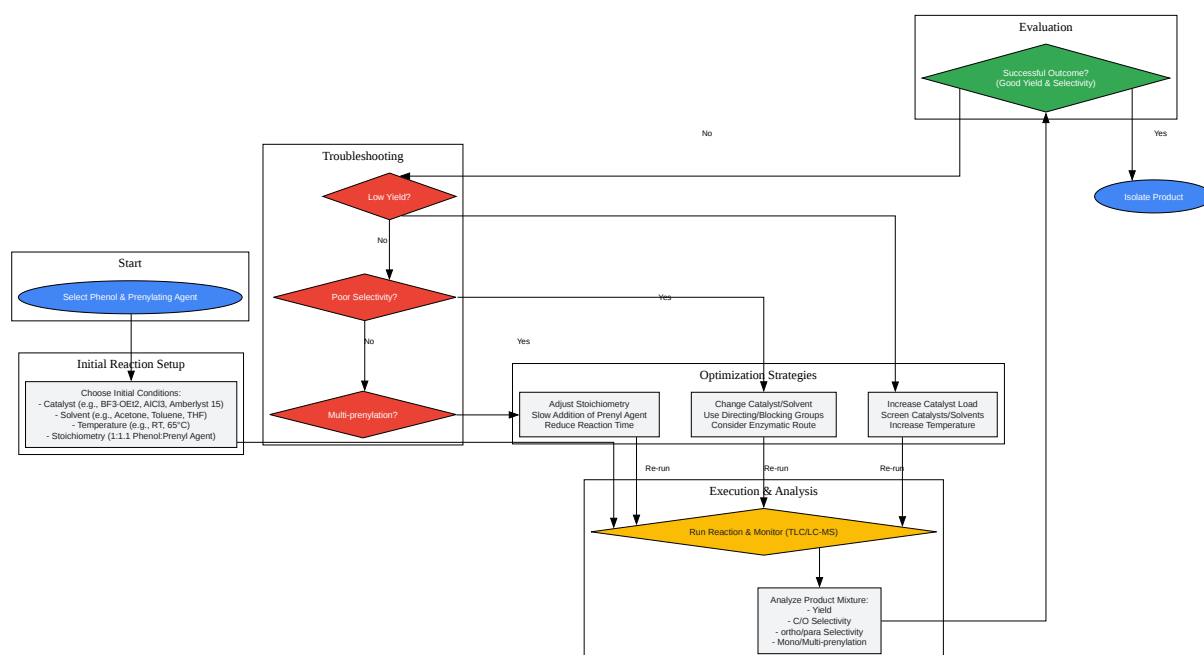 Evaluation
Successful Outcome?
(Good Yield & Selectivity)
No
Yes
Troubleshooting
Low Yield?
Isolate Product
No
Start
Select Phenol & Prenylating Agent
Poor Selectivity?
Yes
No
Yes
Initial Reaction Setup
Choose Initial Conditions:
- Catalyst (e.g., BF3·OEt2, AlCl3, Amberlyst 15)
- Solvent (e.g., Acetone, Toluene, THF)
- Temperature (e.g., RT, 65°C)
- Stoichiometry (1:1.1 Phenol:Prenyl Agent)
Multi-prenylation?
Optimization Strategies
Adjust Stoichiometry
Slow Addition of Prenyl Agent
Reduce Reaction Time
Change Catalyst/Solvent
Use Directing/Blocking Groups
Consider Enzymatic Route
Increase Catalyst Load
Screen Catalysts/Solvents
Increase Temperature
Re-run
Re-run
Re-run
Execution & Analysis
Run Reaction & Monitor (TLC/LC-MS)
Analyze Product Mixture:
- Yield
- C/O Selectivity
- ortho/para Selectivity
- Mono/Multi-prenylation